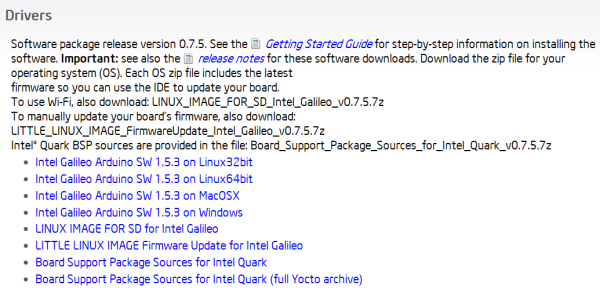 Drivers
Software package release version 0.7.5. See the Getting Started Guide for step-by-step information on installing the
software. Important: see also the release notes for these software downloads. Download the zip file for your
operating system (OS). Each OS zip file includes the latest
firmware so you can use the IDE to update your board.
To use Wi-Fi, also download: LINUX_IMAGE_FOR_SD_Intel_Galileo_v0.7.5.7z
To manually update your board's firmware, also download:
LITTLE_LINUX_IMAGE_FirmwareUpdate_Intel_Galileo_v0.7.5.7z
Intel® Quark BSP sources are provided in the file: Board_Support_Package_Sources_for_Intel_Quark_v0.7.5.7z
• Intel Galileo Arduino SW 1.5.3 on Linux32bit
• Intel Galileo Arduino SW 1.5.3 on Linux64bit
• Intel Galileo Arduino SW 1.5.3 on MacOSX
• Intel Galileo Arduino SW 1.5.3 on Windows
• LINUX IMAGE FOR SD for Intel Galileo
• LITTLE LINUX IMAGE Firmware Update for Intel Galileo
• Board Support Package Sources for Intel Quark
• Board Support Package Sources for Intel Quark (full Yocto archive)